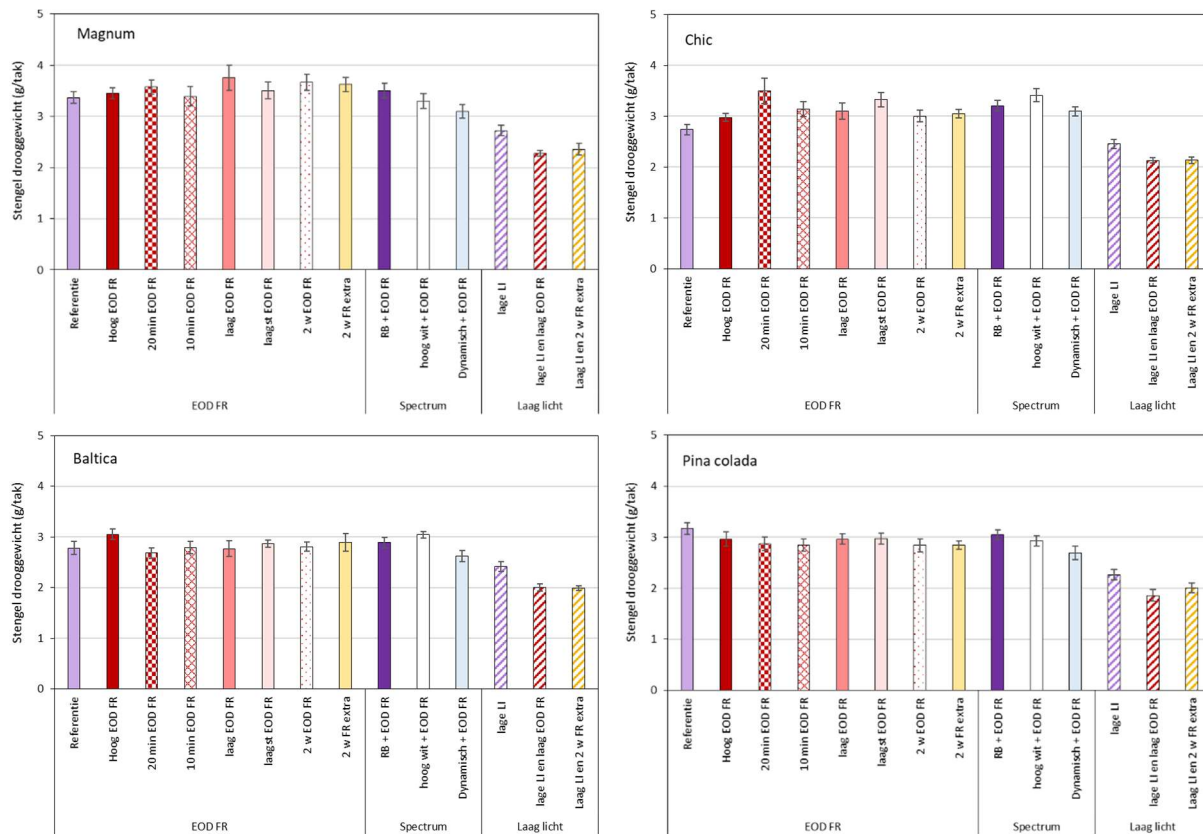 Magnum
Stengel drooggewicht (g/tak)
5
4
3
2
1
0
Referentie
Hoog EOD FR
20 min EOD FR
10 min EOD FR
laag EOD FR
laagst EOD FR
2 w EOD FR
2 w FR extra
RB + EOD FR
hoog wit + EOD FR
Dynamisch + EOD FR
lage LI
lage LI en laag EOD FR
Laag LI en 2 w FR extra
EOD FR
Spectrum
Laag licht
Chic
Stengel drooggewicht (g/tak)
5
4
3
2
1
0
Referentie
Hoog EOD FR
20 min EOD FR
10 min EOD FR
laag EOD FR
laagst EOD FR
2 w EOD FR
2 w FR extra
RB + EOD FR
hoog wit + EOD FR
Dynamisch + EOD FR
lage LI
lage LI en laag EOD FR
Laag LI en 2 w FR extra
EOD FR
Spectrum
Laag licht
Baltica
Stengel drooggewicht (g/tak)
5
4
3
2
1
0
Referentie
Hoog EOD FR
20 min EOD FR
10 min EOD FR
laag EOD FR
laagst EOD FR
2 w EOD FR
2 w FR extra
RB + EOD FR
hoog wit + EOD FR
Dynamisch + EOD FR
lage LI
lage LI en laag EOD FR
Laag LI en 2 w FR extra
EOD FR
Spectrum
Laag licht
Pina colada
Stengel drooggewicht (g/tak)
5
4
3
2
1
0
Referentie
Hoog EOD FR
20 min EOD FR
10 min EOD FR
laag EOD FR
laagst EOD FR
2 w EOD FR
2 w FR extra
RB + EOD FR
hoog wit + EOD FR
Dynamisch + EOD FR
lage LI
lage LI en laag EOD FR
Laag LI en 2 w FR extra
EOD FR
Spectrum
Laag licht